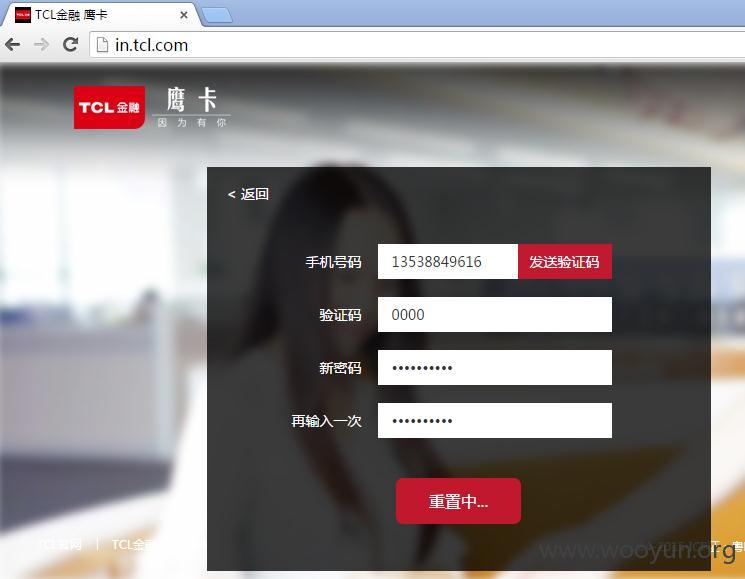 TCL金融 鹰卡
in.tcl.com
TCL金融 鹰卡
因为有你
< 返回
手机号码 13538849616 发送验证码
验证码 0000
新密码 ••••••••••
再输入一次 ••••••••••
重置中...
TCL官网 | TCL金
www.wooyun.org